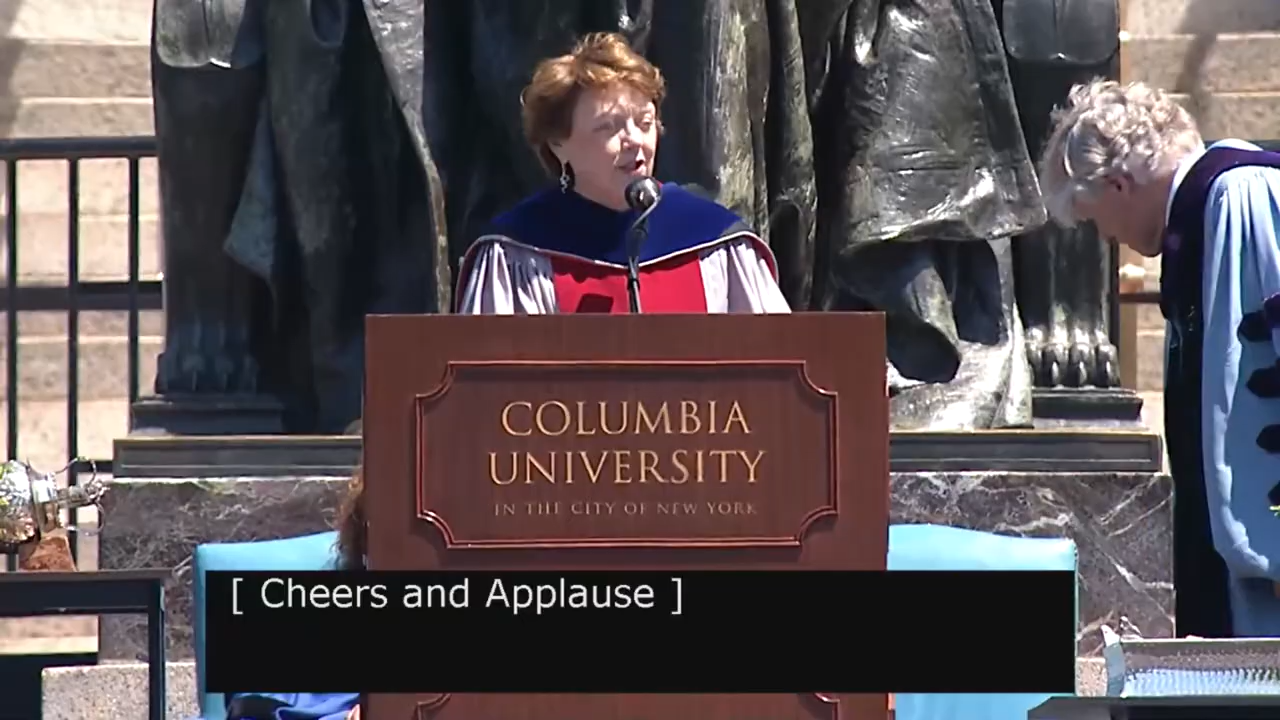 COLUMBIA
UNIVERSITY
IN THE CITY OF NEW YORK
[ Cheers and Applause ]